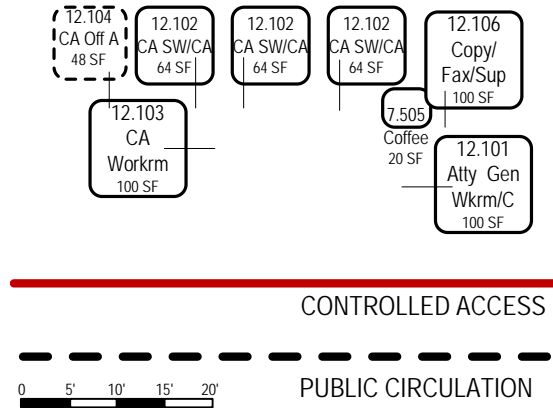 12.104
CA Off A
48 SF
12.102
CA SW/CA
64 SF
12.102
CA SW/CA
64 SF
12.102
CA SW/CA
64 SF
12.106
Copy/
Fax/Sup
100 SF
12.103
CA
Workrm
100 SF
7.505
Coffee
20 SF
12.101
Atty Gen
Wkrm/C
100 SF
CONTROLLED ACCESS
PUBLIC CIRCULATION
0 5' 10' 15' 20'